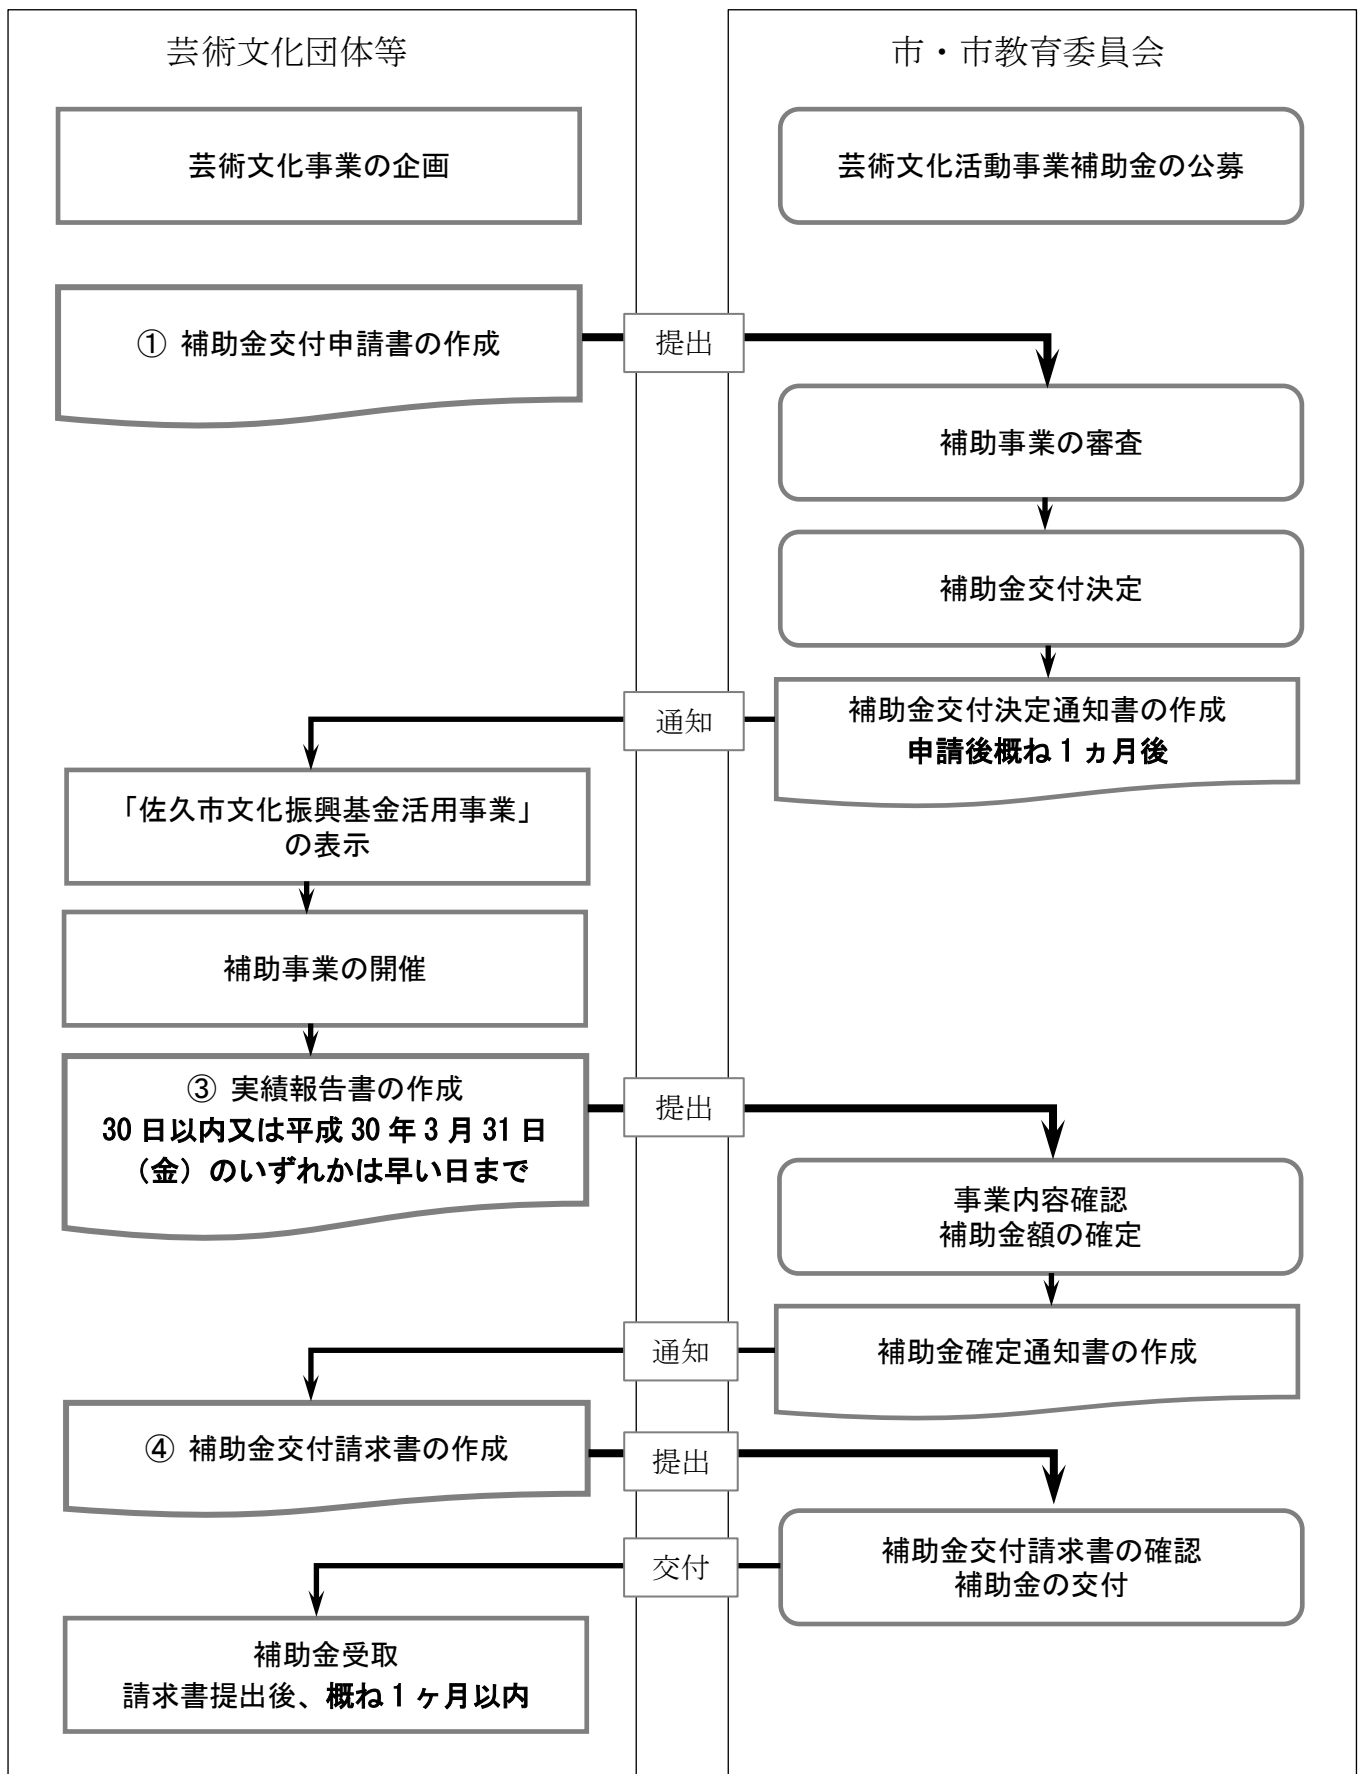 芸術文化団体等
市・市教育委員会
芸術文化事業の企画
芸術文化活動事業補助金の公募
① 補助金交付申請書の作成
提出
補助事業の審査
補助金交付決定
補助金交付決定通知書の作成
申請後概ね1ヵ月後
通知
「佐久市文化振興基金活用事業」
の表示
補助事業の開催
③ 実績報告書の作成
30日以内又は平成30年3月31日
（金）のいずれかは早い日まで
提出
事業内容確認
補助金額の確定
補助金確定通知書の作成
通知
④ 補助金交付請求書の作成
提出
補助金交付請求書の確認
補助金の交付
交付
補助金受取
請求書提出後、概ね1ヶ月以内